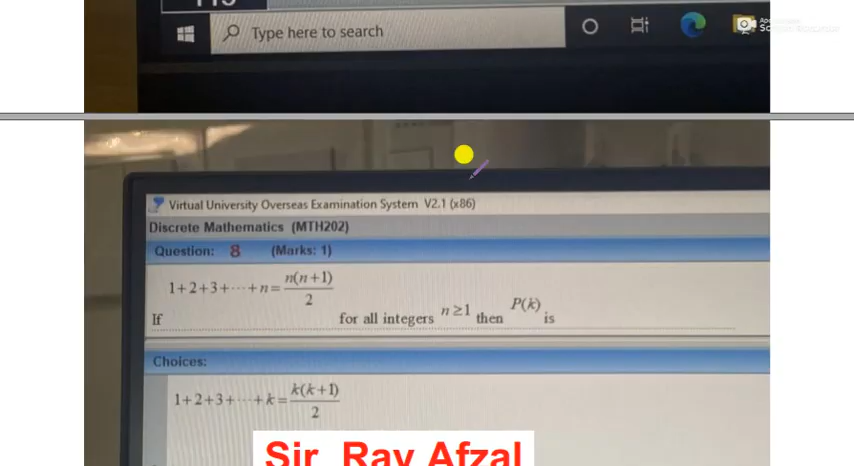 Type here to search
Virtual University Overseas Examination System V2.1 (x86)
Discrete Mathematics (MTH202)
Question: 8 (Marks: 1)
1+2+3+⋯+n = n(n+1)/2
If for all integers n≥1 then P(k) is
Choices:
1+2+3+⋯+k = k(k+1)/2
Sir Rav Afzal